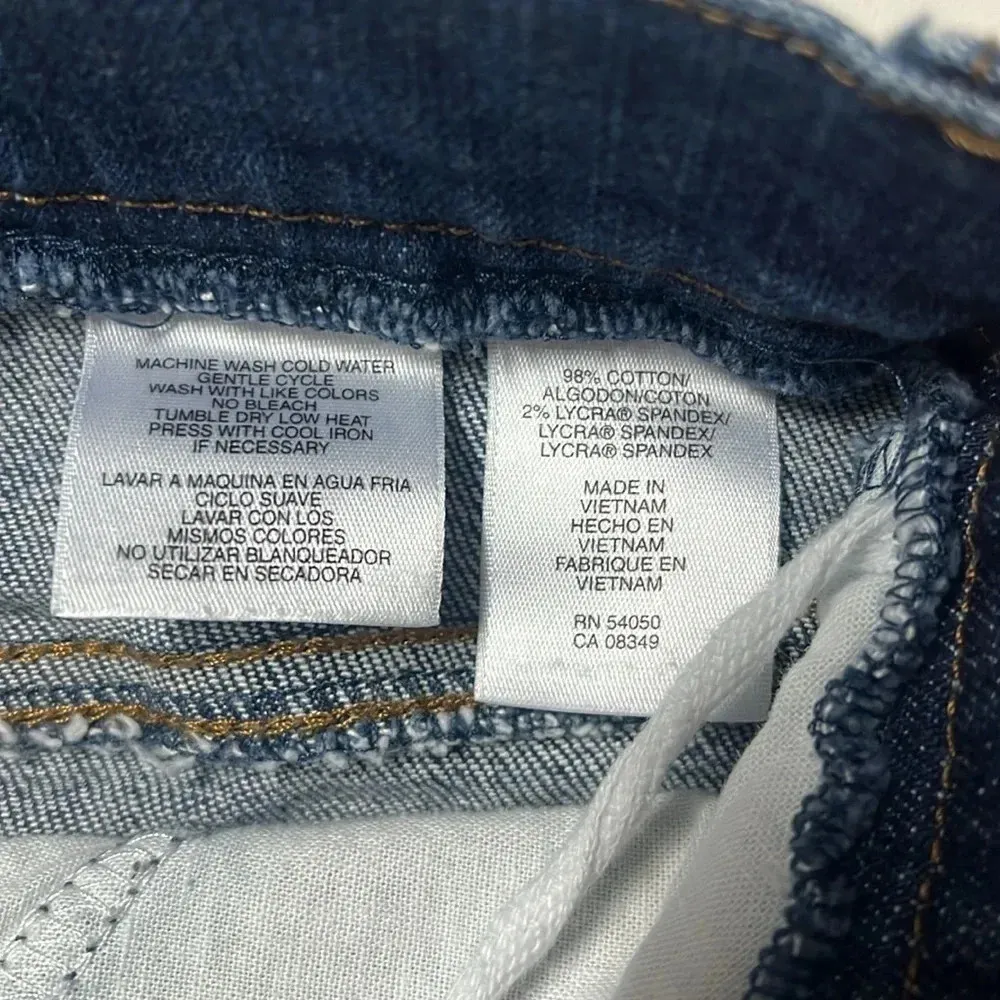 MACHINE WASH COLD WATER
GENTLE CYCLE
WASH WITH LIKE COLORS
NO BLEACH
TUMBLE DRY LOW HEAT
PRESS WITH COOL IRON
IF NECESSARY
LAVAR A MAQUINA EN AGUA FRIA
CICLO SUAVE
LAVAR CON LOS
MISMOS COLORES
NO UTILIZAR BLANQUEADOR
SECAR EN SECADORA
98% COTTON/
ALGODON/COTON
2% LYCRA® SPANDEX/
LYCRA® SPANDEX/
LYCRA® SPANDEX
MADE IN
VIETNAM
HECHO EN
VIETNAM
FABRIQUE EN
VIETNAM
RN 54050
CA 08349